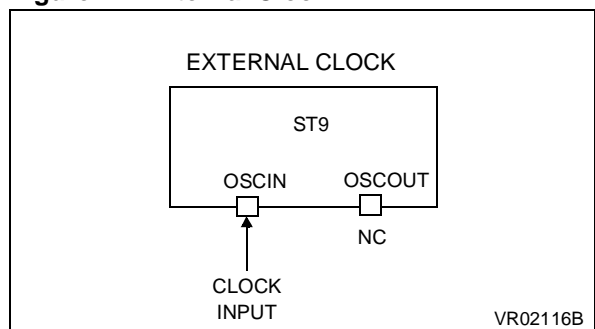 EXTERNAL CLOCK
ST9
OSCIN OSCOUT
NC
CLOCK
INPUT
VR02116B